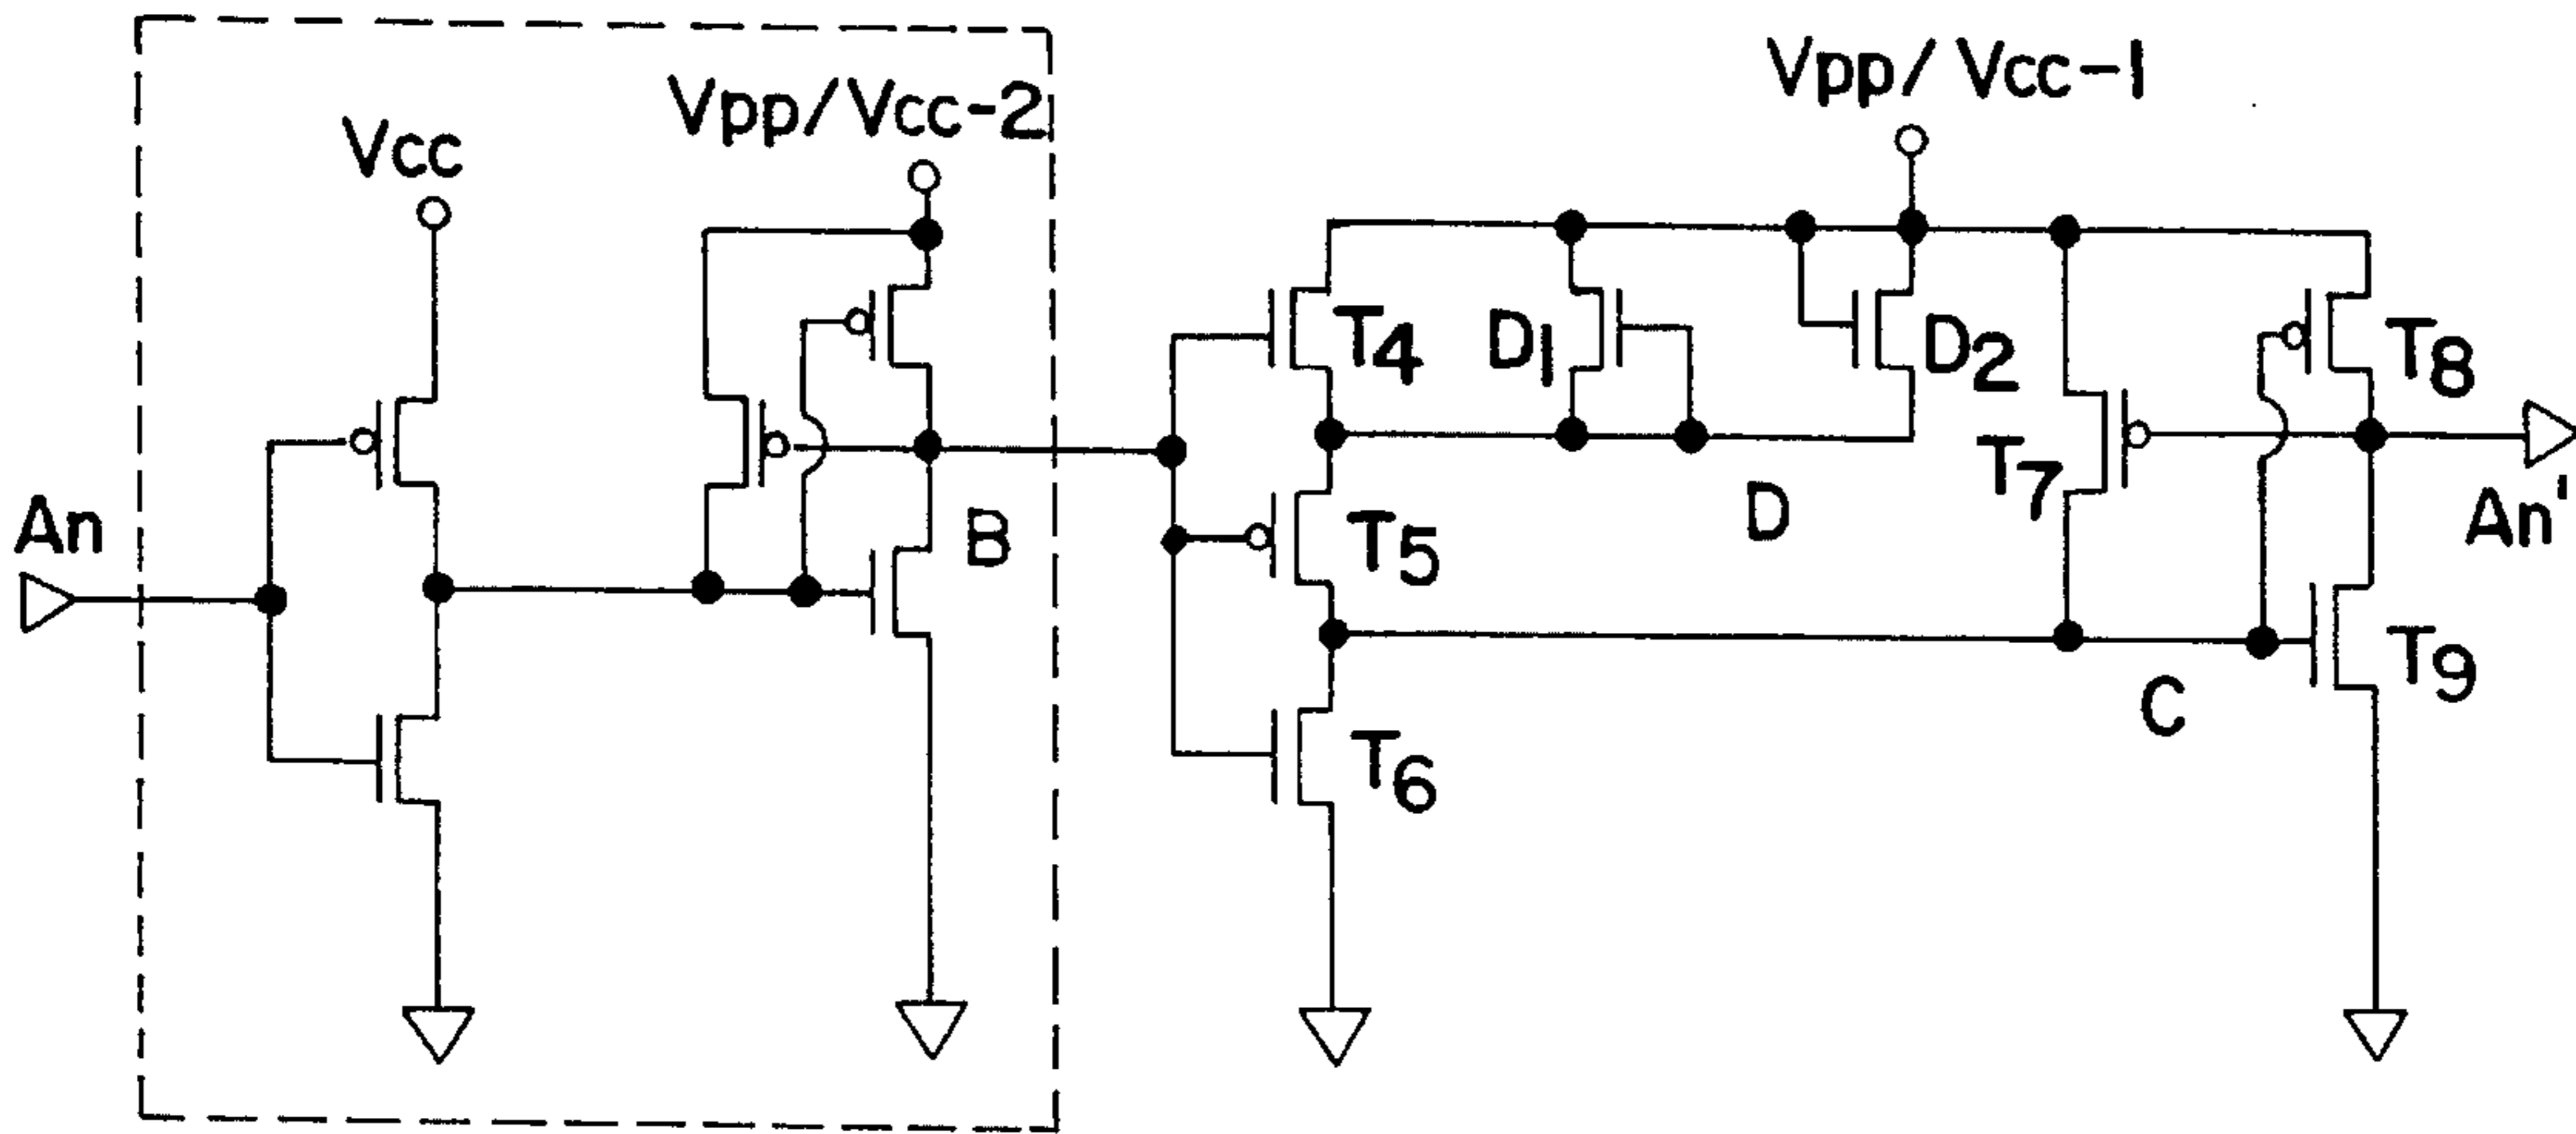 Vcc
Vpp/Vcc-2
Vpp/Vcc-1
An
B
T4
D1
D2
T8
T5
D
T7
An'
T6
C
T9